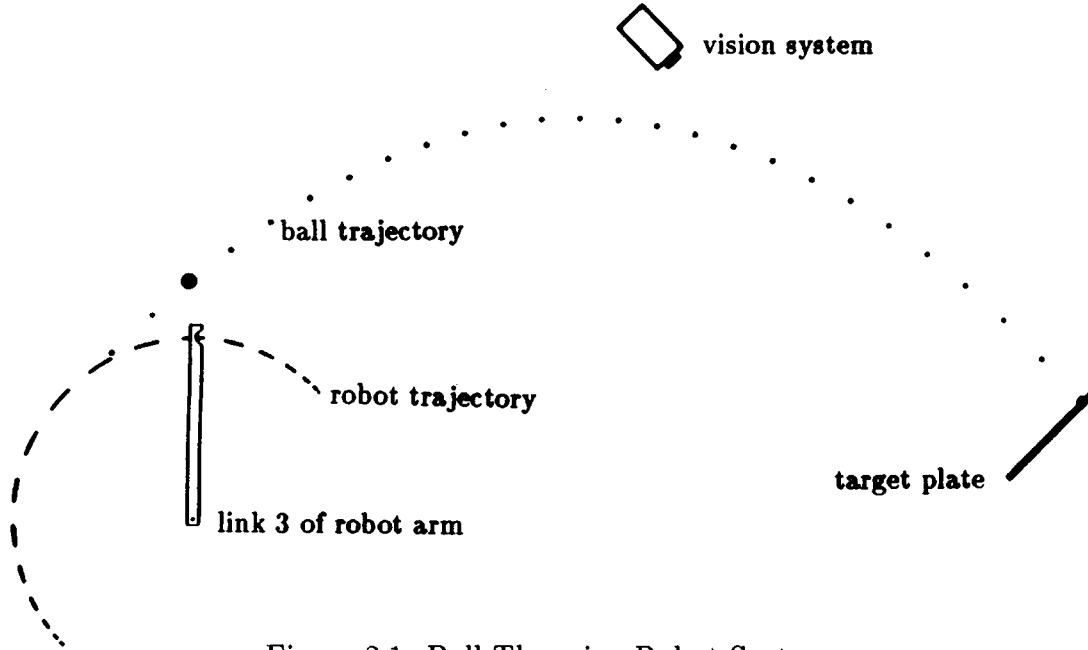 vision system
ball trajectory
robot trajectory
target plate
link 3 of robot arm